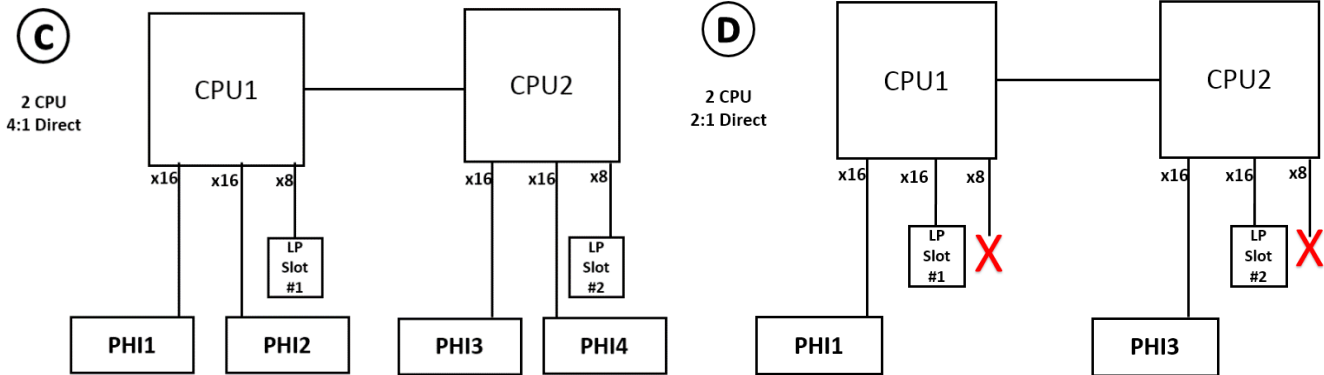 C
2 CPU
4:1 Direct
CPU1
CPU2
x16
x16
x8
x16
x16
x8
LP
Slot
#1
LP
Slot
#2
PHI1
PHI2
PHI3
PHI4
D
2 CPU
2:1 Direct
CPU1
CPU2
x16
x16
x8
x16
x16
x8
LP
Slot
#1
X
LP
Slot
#2
X
PHI1
PHI3